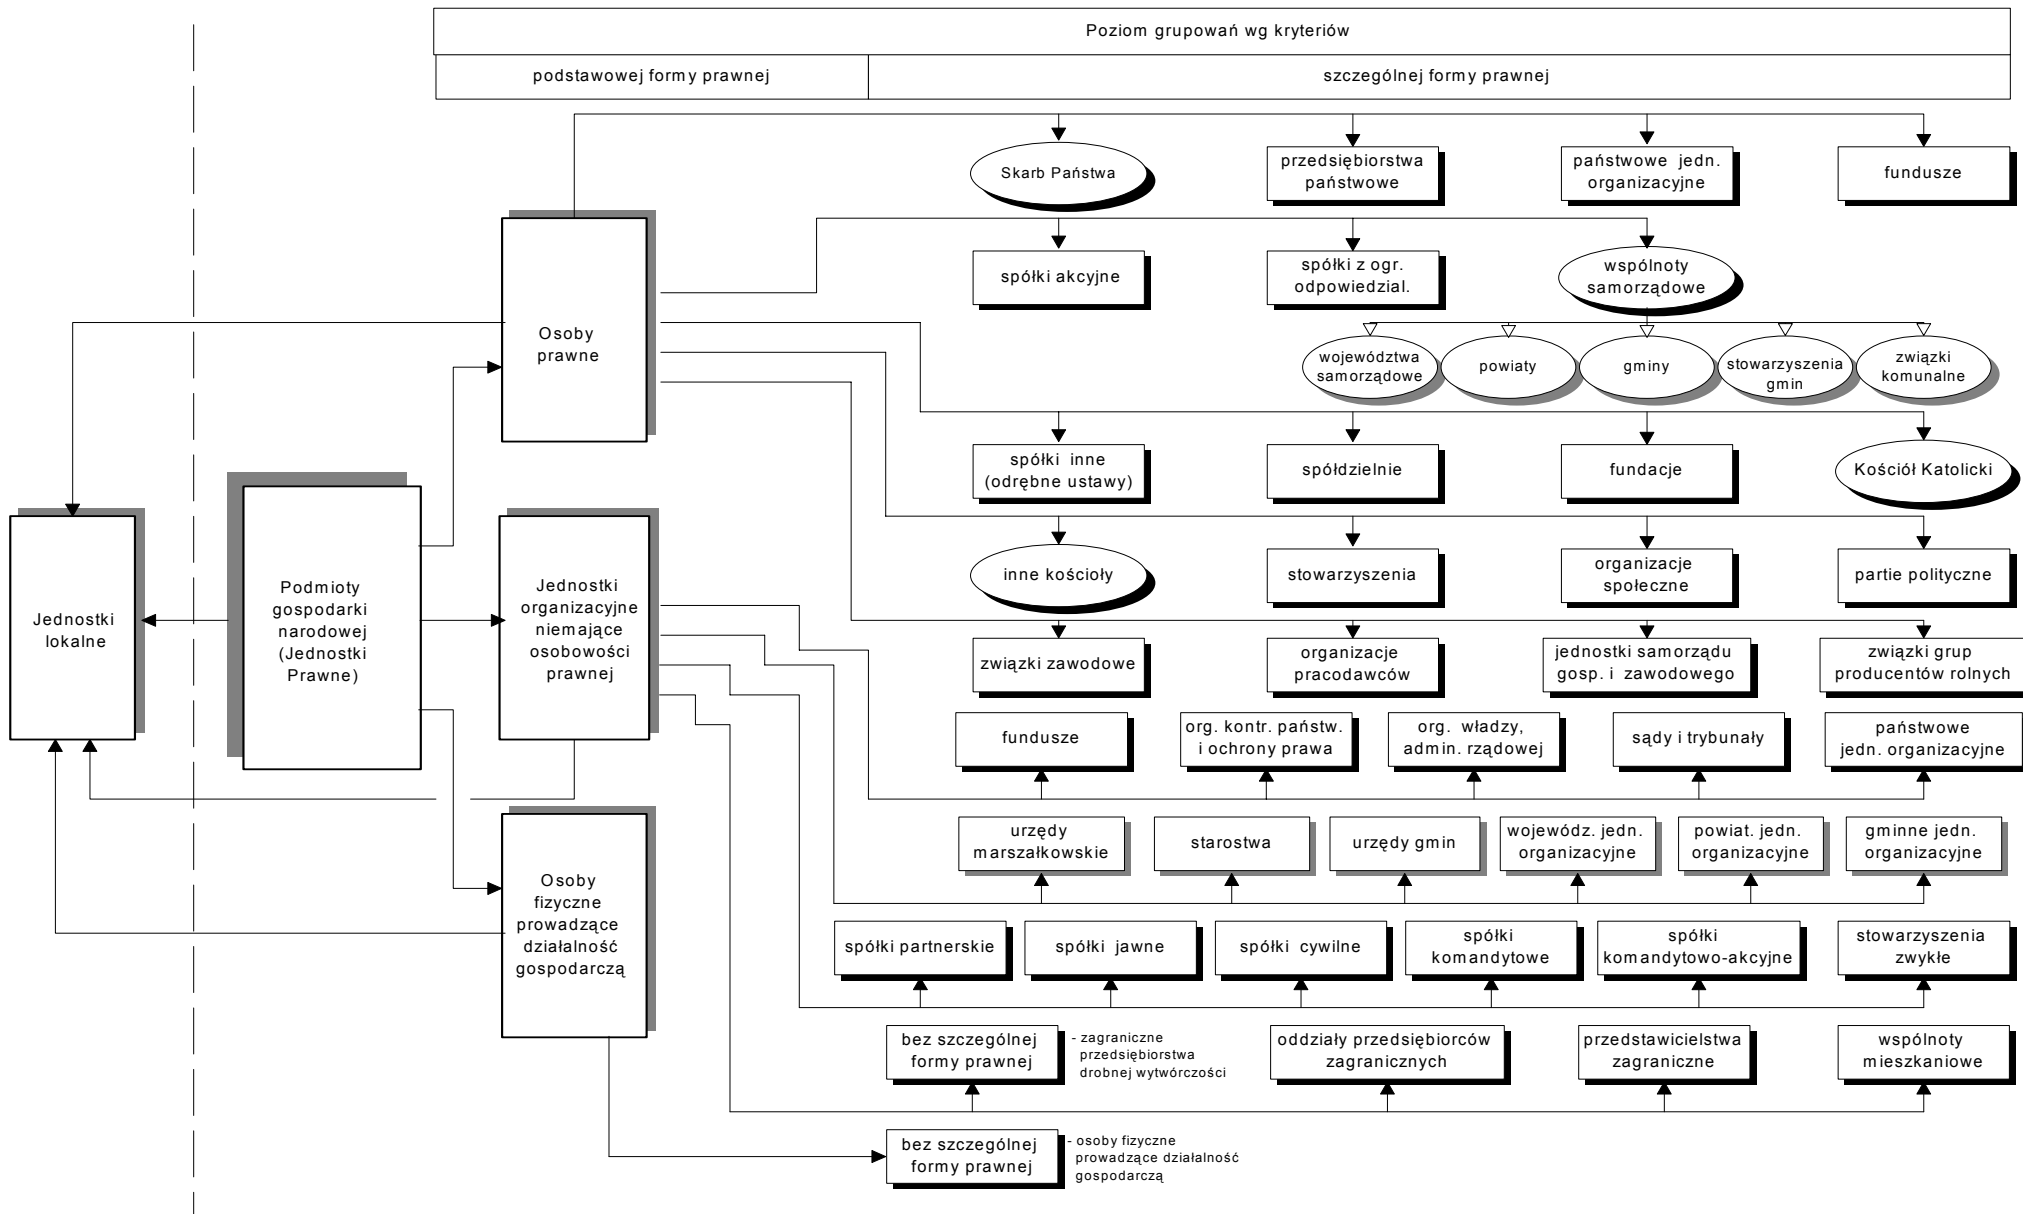 Poziom grupowań wg kryteriów
podstawowej formy prawnej
szczególnej formy prawnej
Skarb Państwa
przedsiębiorstwa
państwowe
państwowe jedn.
organizacyjne
fundusze
Osoby
prawne
spółki akcyjne
spółki z ogr.
odpowiedzial.
wspólnoty
samorządowe
województwa
samorządowe
powiaty
gminy
stowarzyszenia
gmin
związki
komunalne
spółki inne
(odrębne ustawy)
spółdzielnie
fundacje
Kościół Katolicki
Jednostki
lokalne
Podmioty
gospodarki
narodowej
(Jednostki
Prawne)
Jednostki
organizacyjne
niemające
osobowości
prawnej
inne kościoły
stowarzyszenia
organizacje
społeczne
partie polityczne
związki zawodowe
organizacje
pracodawców
jednostki samorządu
gosp. i zawodowego
związki grup
producentów rolnych
fundusze
org. kontr. państw.
i ochrony prawa
org. władzy,
admin. rządowej
sądy i trybunały
państwowe
jedn. organizacyjne
urzędy
marszałkowskie
starostwa
urzędy gmin
wojewódz. jedn.
organizacyjne
powiat. jedn.
organizacyjne
gminne jedn.
organizacyjne
Osoby
fizyczne
prowadzące
działalność
gospodarczą
spółki partnerskie
spółki jawne
spółki cywilne
spółki
komandytowe
spółki
komandytowo-akcyjne
stowarzyszenia
zwykłe
bez szczególnej
formy prawnej
- zagraniczne
przedsiębiorstwa
drobnej wytwórczości
oddziały przedsiębiorców
zagranicznych
przedstawicielstwa
zagraniczne
wspólnoty
mieszkaniowe
bez szczególnej
formy prawnej
- osoby fizyczne
prowadzące działalność
gospodarczą